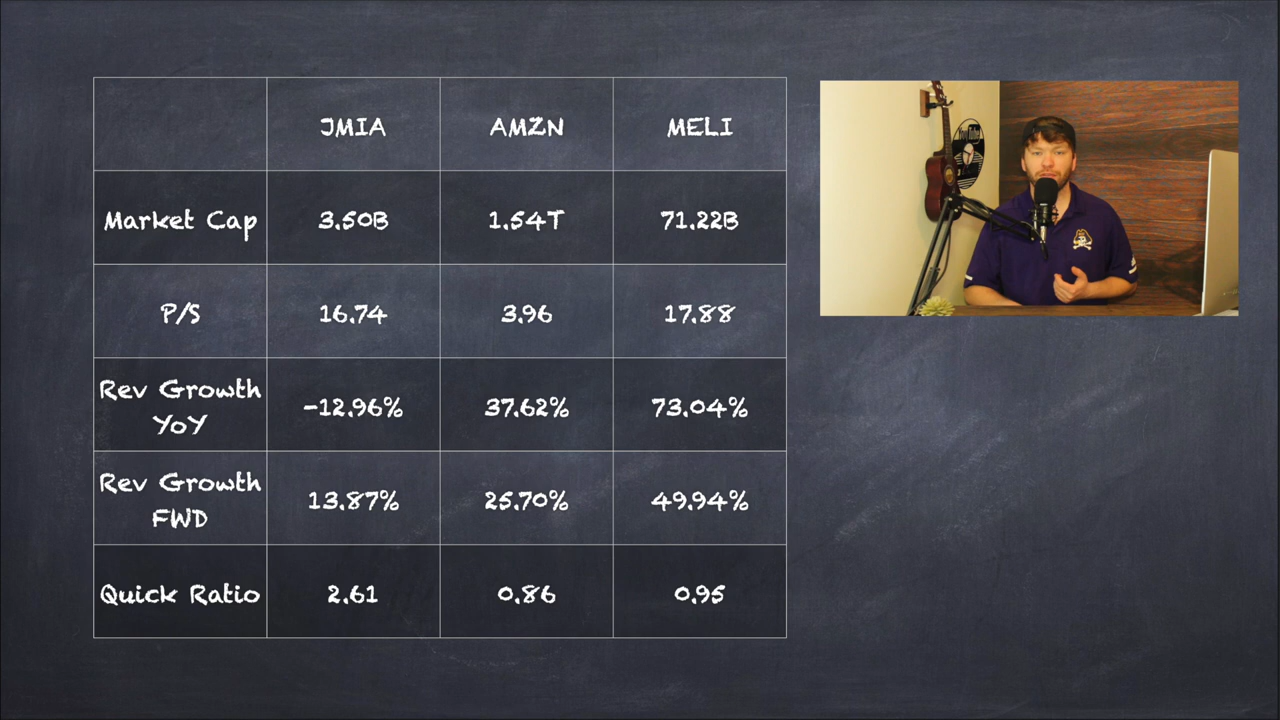 JMIA AMZN MELI
Market Cap 3.50B 1.54T 71.22B
P/S 16.74 3.96 17.88
Rev Growth
YoY -12.96% 37.62% 73.04%
Rev Growth
FWD 13.87% 25.70% 49.94%
Quick Ratio 2.61 0.86 0.95
YouTube